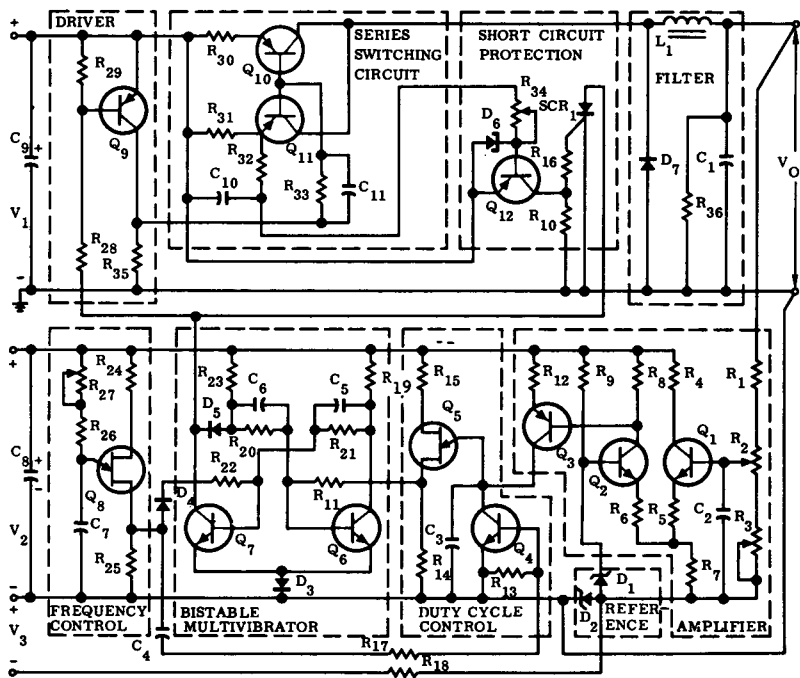 DRIVER
SERIES
SWITCHING
CIRCUIT
SHORT CIRCUIT
PROTECTION
FILTER
+
R29
Q9
C9
+
V1
R28
R35
-
R30
Q10
R31
Q11
R32
C10
R33
C11
R34
SCR1
D6
R16
Q12
R10
L1
D7
R36
C1
VO
+
R24
R27
R26
C8
+
-
Q8
C7
R25
V2
-
FREQUENCY
CONTROL
R23
C6
C5
R19
D5
R20
R21
R22
D4
R11
Q7
Q6
D3
BISTABLE
MULTIVIBRATOR
R15
Q5
C3
Q4
R14
R13
DUTY CYCLE
CONTROL
R12
R9
R8
R4
R1
Q3
Q2
Q1
R2
R6
R5
C2
R3
R7
D1
D2
REFER-
ENCE
AMPLIFIER
+
V3
C4
R17
R18
-